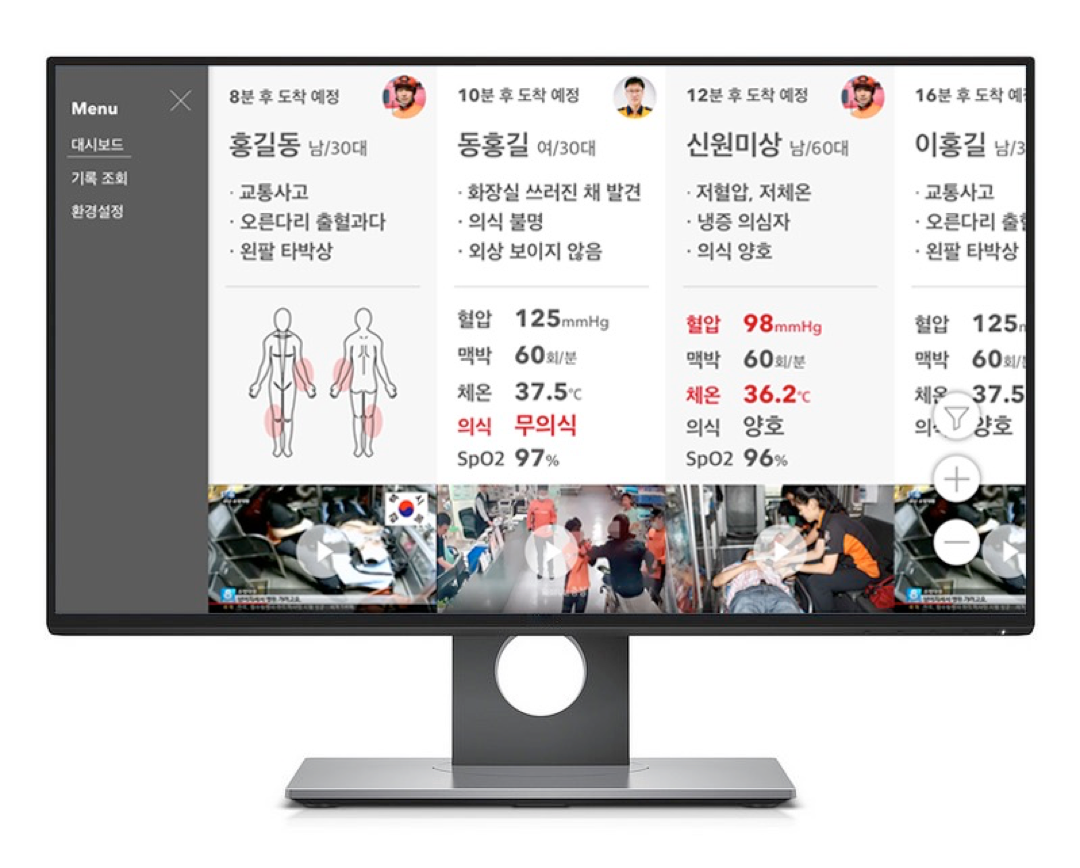 Menu
대시보드
기록 조회
환경설정
8분 후 도착 예정
홍길동 남/30대
· 교통사고
· 오른다리 출혈과다
· 왼팔 타박상
10분 후 도착 예정
동홍길 여/30대
· 화장실 쓰러진 채 발견
· 의식 불명
· 외상 보이지 않음
혈압 125mmHg
맥박 60회/분
체온 37.5℃
의식 무의식
SpO2 97%
12분 후 도착 예정
신원미상 남/60대
· 저혈압, 저체온
· 냉증 의심자
· 의식 양호
혈압 98mmHg
맥박 60회/분
체온 36.2℃
의식 양호
SpO2 96%
16분 후 도착 예
이홍길 남/3
· 교통사고
· 오른다리 출
· 왼팔 타박상
혈압 125
맥박 60회/
체온 37.5
의식 양호